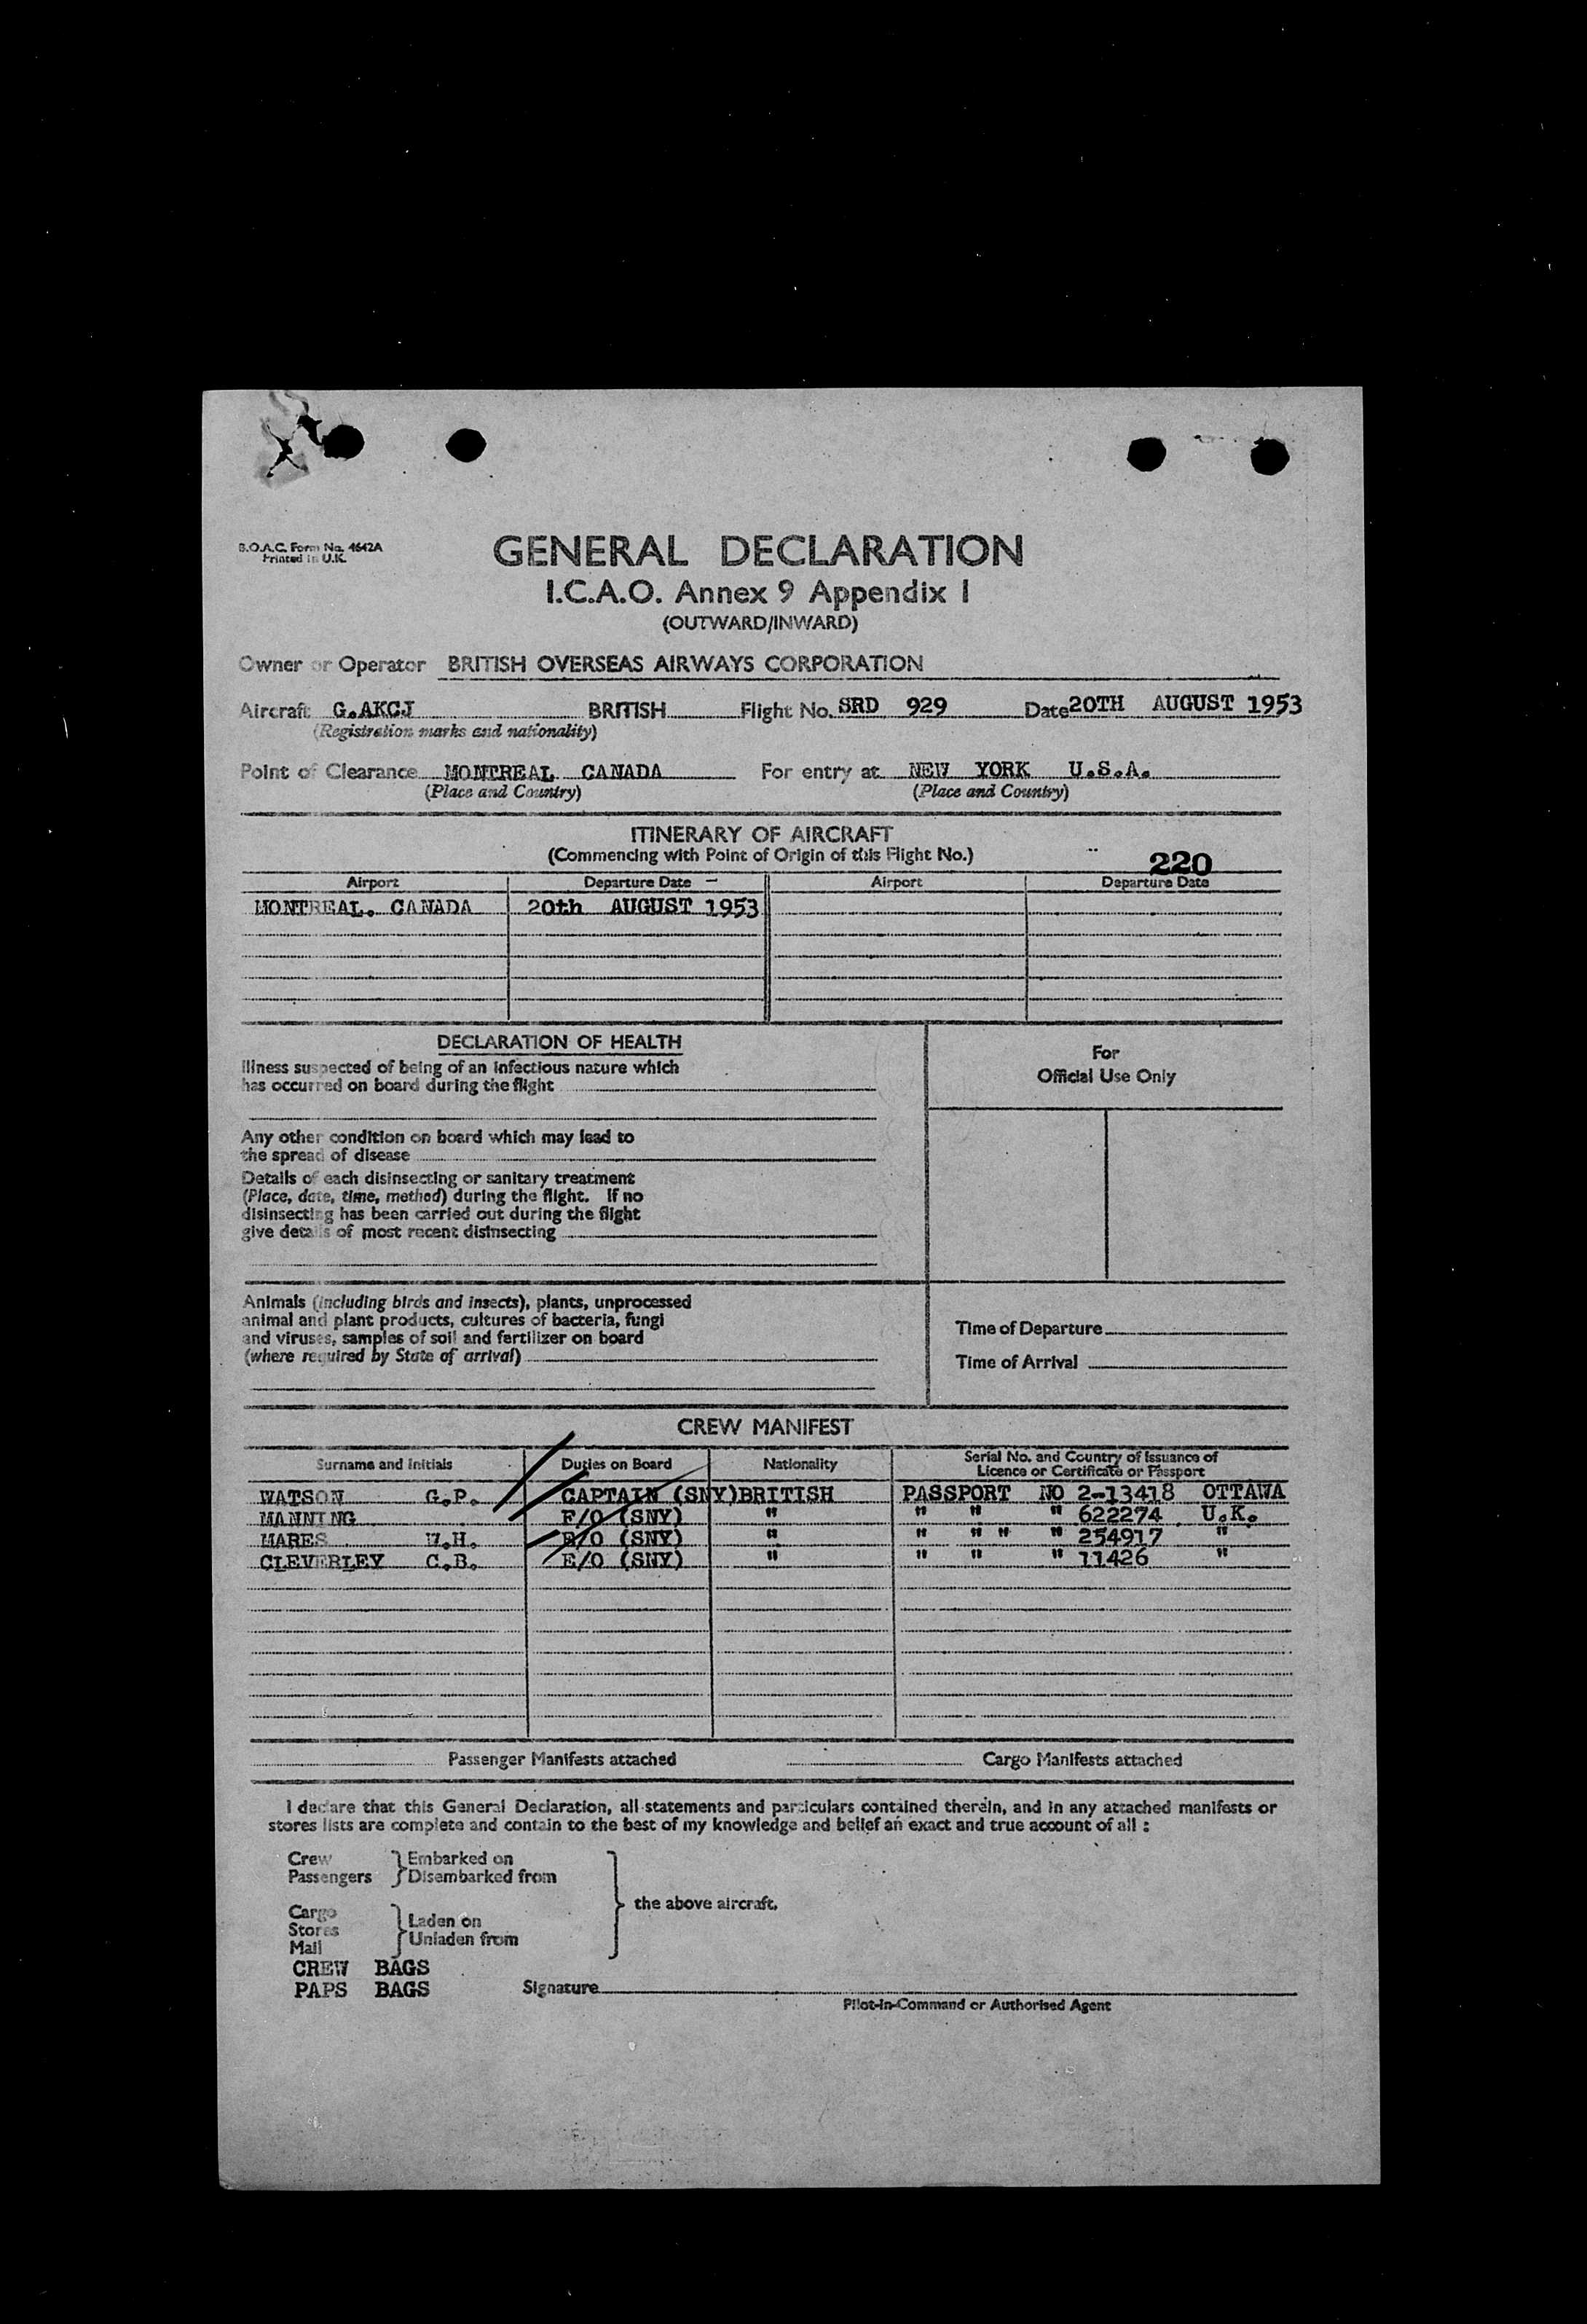 B.O.A.C. Form No. 4642A
Printed in U.K.
GENERAL DECLARATION
I.C.A.O. Annex 9 Appendix I
(OUTWARD/INWARD)
Owner or Operator BRITISH OVERSEAS AIRWAYS CORPORATION
Aircraft G.AKCJ BRITISH Flight No. SRD 929 Date 20TH AUGUST 1953
(Registration marks and nationality)
Point of Clearance MONTREAL CANADA For entry at NEW YORK U.S.A.
(Place and Country) (Place and Country)
ITINERARY OF AIRCRAFT
(Commencing with Point of Origin of this Flight No.)
220
Airport Departure Date Airport Departure Date
MONTREAL. CANADA 20th AUGUST 1953
DECLARATION OF HEALTH
Illness suspected of being of an infectious nature which
has occurred on board during the flight
Any other condition on board which may lead to
the spread of disease
Details of each disinsecting or sanitary treatment
(Place, date, time, method) during the flight. If no
disinsecting has been carried out during the flight
give details of most recent disinsecting
For
Official Use Only
Animals (including birds and insects), plants, unprocessed
animal and plant products, cultures of bacteria, fungi
and viruses, samples of soil and fertilizer on board
(where required by State of arrival)
Time of Departure
Time of Arrival
CREW MANIFEST
Surname and Initials Duties on Board Nationality Serial No. and Country of Issuance of
Licence or Certificate or Passport
WATSON G.P. CAPTAIN (SNY) BRITISH PASSPORT NO 2-13418 OTTAWA
MANNING F/O (SNY) " " " " 622274 U.K.
MARES W.H. /O (SNY) " " " " " 254917 "
CLEVERLEY C.B. E/O (SNY) " " " " 11426 "
Passenger Manifests attached Cargo Manifests attached
I declare that this General Declaration, all statements and particulars contained therein, and in any attached manifests or
stores lists are complete and contain to the best of my knowledge and belief an exact and true account of all :
Crew Embarked on
Passengers Disembarked from
the above aircraft.
Cargo
Stores Laden on
Mail Unladen from
CREW BAGS
PAPS BAGS Signature
Pilot-in-Command or Authorised Agent